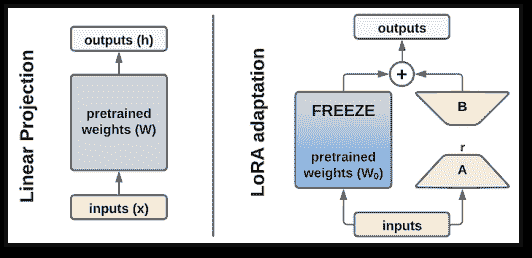 Linear Projection
outputs (h)
pretrained
weights (W)
inputs (x)
LoRA adaptation
outputs
+
FREEZE
pretrained
weights (W₀)
B
r
A
inputs